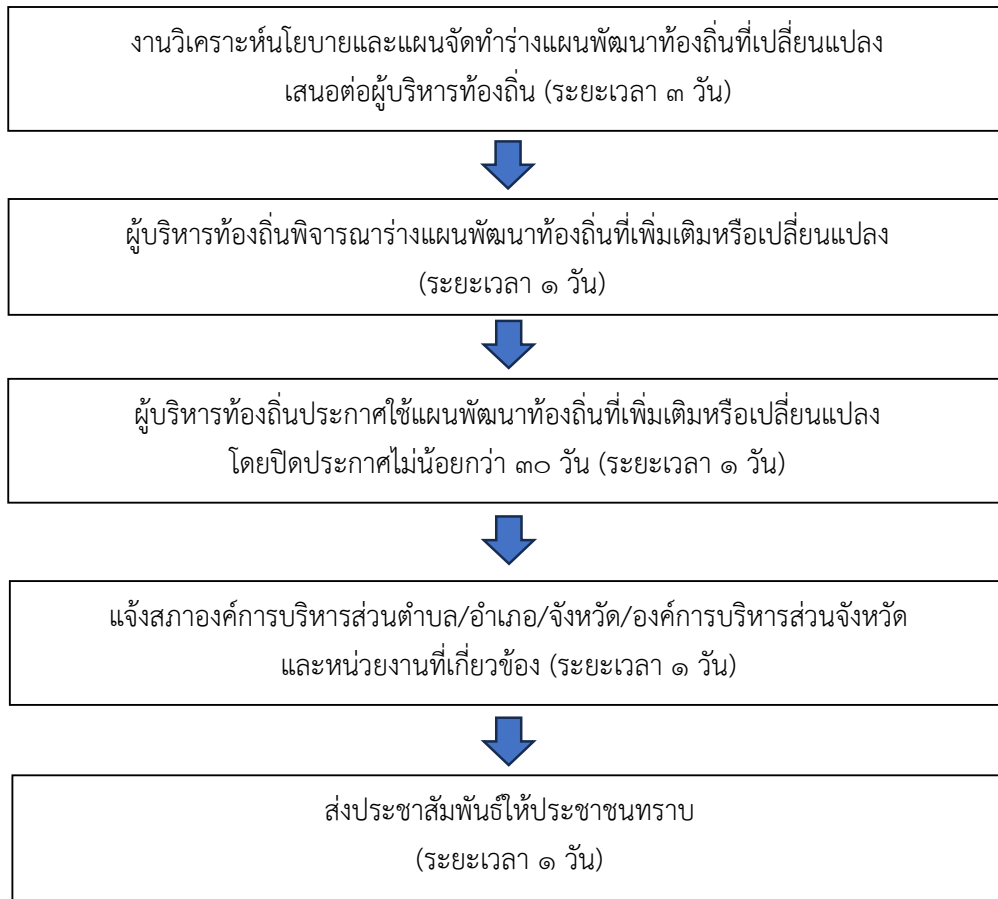 งานวิเคราะห์นโยบายและแผนจัดทำร่างแผนพัฒนาท้องถิ่นที่เปลี่ยนแปลง
เสนอต่อผู้บริหารท้องถิ่น (ระยะเวลา ๓ วัน)
ผู้บริหารท้องถิ่นพิจารณาร่างแผนพัฒนาท้องถิ่นที่เพิ่มเติมหรือเปลี่ยนแปลง
(ระยะเวลา ๑ วัน)
ผู้บริหารท้องถิ่นประกาศใช้แผนพัฒนาท้องถิ่นที่เพิ่มเติมหรือเปลี่ยนแปลง
โดยปิดประกาศไม่น้อยกว่า ๓๐ วัน (ระยะเวลา ๑ วัน)
แจ้งสภาองค์การบริหารส่วนตำบล/อำเภอ/จังหวัด/องค์การบริหารส่วนจังหวัด
และหน่วยงานที่เกี่ยวข้อง (ระยะเวลา ๑ วัน)
ส่งประชาสัมพันธ์ให้ประชาชนทราบ
(ระยะเวลา ๑ วัน)